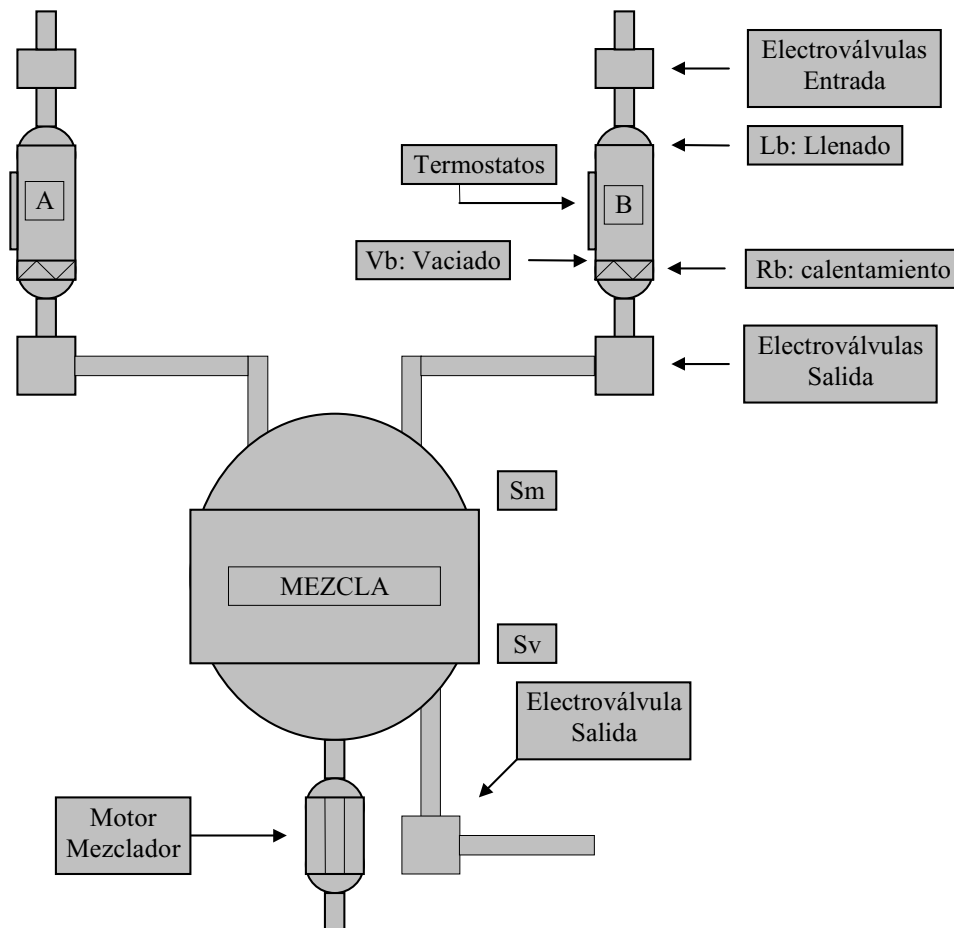 Electroválvulas
Entrada
Lb: Llenado
Termostatos
A
B
Vb: Vaciado
Rb: calentamiento
Electroválvulas
Salida
Sm
MEZCLA
Sv
Electroválvula
Salida
Motor
Mezclador